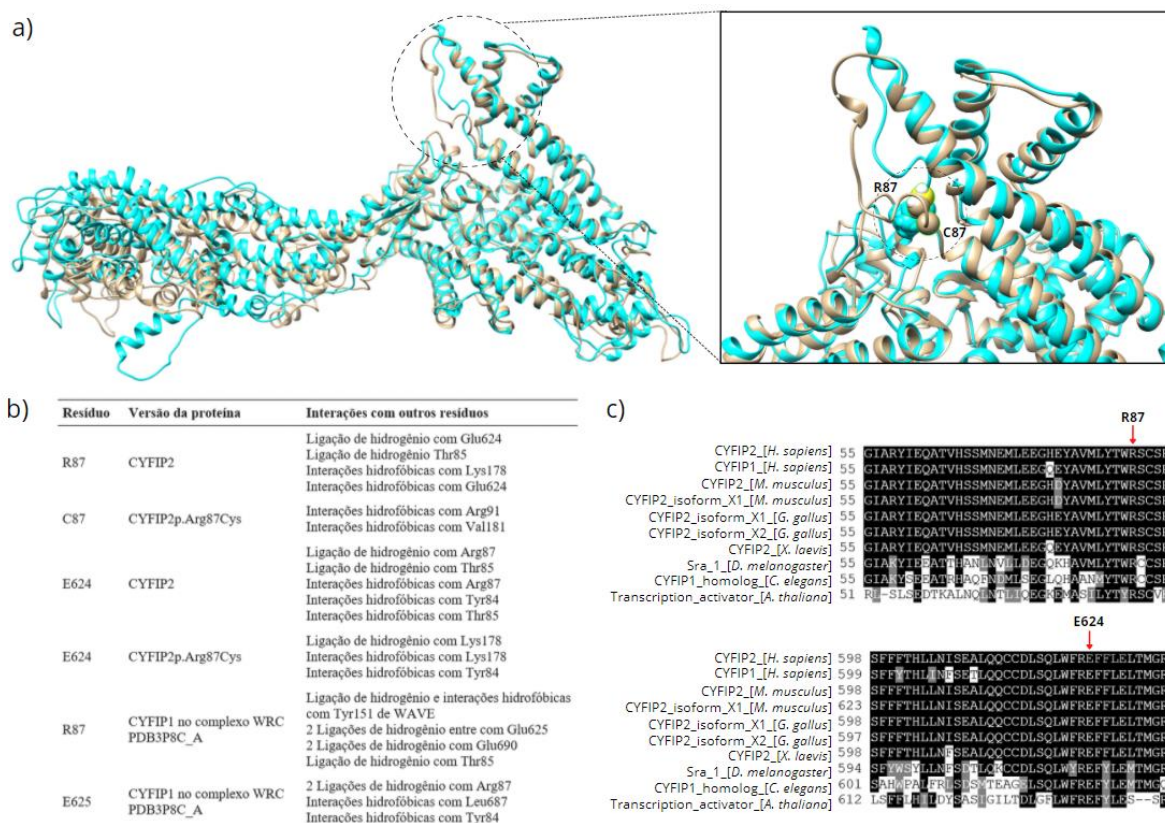 a)
R87
C87
R87
b)
Resíduo Versão da proteína Interações com outros resíduos
R87 CYFIP2 Ligação de hidrogênio com Glu624
Ligação de hidrogênio Thr85
Interações hidrofóbicas com Lys178
Interações hidrofóbicas com Glu624
C87 CYFIP2p.Arg87Cys Interações hidrofóbicas com Arg91
Interações hidrofóbicas com Val181
E624 CYFIP2 Ligação de hidrogênio com Arg87
Ligação de hidrogênio com Thr85
Interações hidrofóbicas com Arg87
Interações hidrofóbicas com Tyr84
Interações hidrofóbicas com Thr85
E624 CYFIP2p.Arg87Cys Ligação de hidrogênio com Lys178
Interações hidrofóbicas com Lys178
Interações hidrofóbicas com Tyr84
R87 CYFIP1 no complexo WRC PDB3P8C_A Ligação de hidrogênio e interações hidrofóbicas
com Tyr151 de WAVE
2 Ligações de hidrogênio entre com Glu625
2 Ligações de hidrogênio com Glu690
Ligação de hidrogênio com Thr85
E625 CYFIP1 no complexo WRC PDB3P8C_A 2 Ligações de hidrogênio com Arg87
Interações hidrofóbicas com Leu687
Interações hidrofóbicas com Tyr84
c)
R87
CYFIP2_[H. sapiens] 55 GIARYIEQATVHSSMNEMLEEGHEYAVMLYTWRSCS
CYFIP1_[H. sapiens] 55 GIARYIEQATVHSSMNEMLEEGQEYAVMLYTWRSCS
CYFIP2_[M. musculus] 55 GIARYIEQATVHSSMNEMLEEGHDYAVMLYTWRSCS
CYFIP2_isoform_X1_[M. musculus] 55 GIARYIEQATVHSSMNEMLEEGHDYAVMLYTWRSCS
CYFIP2_isoform_X1_[G. gallus] 55 GIARYIEQATVHSSMNEMLEEGHEYAVMLYTWRSCS
CYFIP2_isoform_X2_[G. gallus] 55 GIARYIEQATVHSSMNEMLEEGHEYAVMLYTWRSCS
CYFIP2_[X. laevis] 55 GIARYIEQATVHSSMNEMLEEGQEYAVMLYTWRSCS
Sra_1_[D. melanogaster] 55
CYFIP1_homolog_[C. elegans] 55
Transcription_activator_[A. thaliana] 51
E624
CYFIP2_[H. sapiens] 598 SFFFTHLLNISEALQQCCDLSQLWFREFFLELTMGR
CYFIP1_[H. sapiens] 599 SFYYTHLINFSETLQQCCDLSQLWFREFFLELTMGR
CYFIP2_[M. musculus] 598 SFFFTHLLNISEALQQCCDLSQLWFREFFLELTMGR
CYFIP2_isoform_X1_[M. musculus] 623 SFFFTHLLNISEALQQCCDLSQLWFREFFLELTMGR
CYFIP2_isoform_X1_[G. gallus] 598 SFFFTHLLNISEALQQCCDLSQLWFREFFLELTMGR
CYFIP2_isoform_X2_[G. gallus] 597 SFFFTHLLNISEALQQCCDLSQLWFREFFLELTMGR
CYFIP2_[X. laevis] 598 SFFFTHLLNFSEALQQCCDLSQLWFREFFLELTMGR
Sra_1_[D. melanogaster] 594
CYFIP1_homolog_[C. elegans] 601
Transcription_activator_[A. thaliana] 612